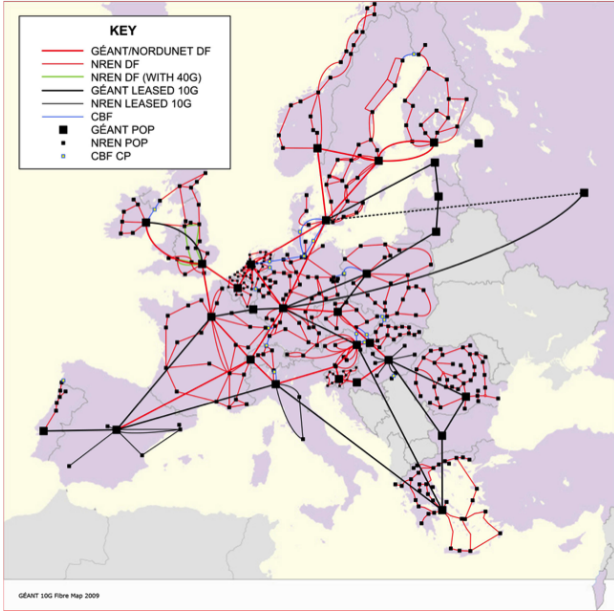 KEY
GÉANT/NORDUNET DF
NREN DF
NREN DF (WITH 40G)
GÉANT LEASED 10G
NREN LEASED 10G
CBF
GÉANT POP
NREN POP
CBF CP
GÉANT 10G Fibre Map 2009